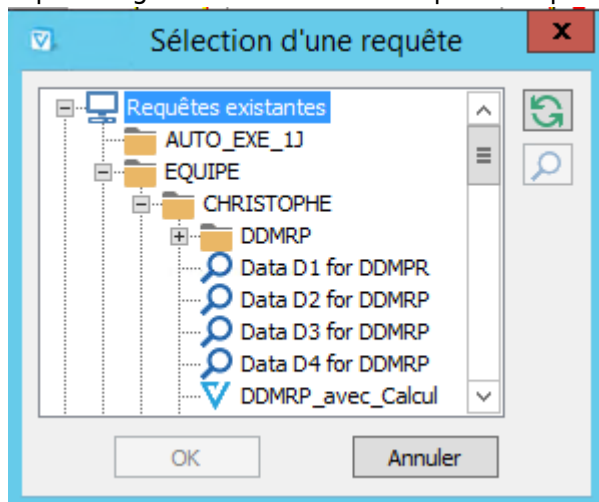 Sélection d'une requête
Requêtes existantes
AUTO_EXE_1J
EQUIPE
CHRISTOPHE
DDMRP
Data D1 for DDMPR
Data D2 for DDMRP
Data D3 for DDMRP
Data D4 for DDMRP
DDMRP_avec_Calcul
OK
Annuler